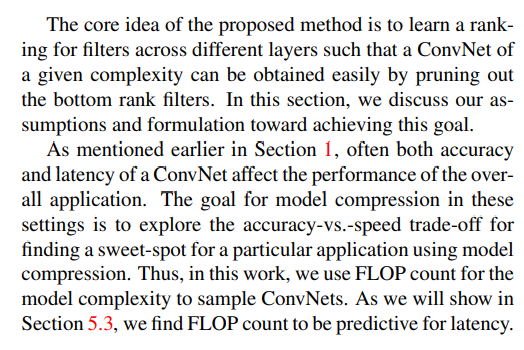 The core idea of the proposed method is to learn a rank-
ing for filters across different layers such that a ConvNet of
a given complexity can be obtained easily by pruning out
the bottom rank filters. In this section, we discuss our as-
sumptions and formulation toward achieving this goal.
As mentioned earlier in Section 1, often both accuracy
and latency of a ConvNet affect the performance of the over-
all application. The goal for model compression in these
settings is to explore the accuracy-vs.-speed trade-off for
finding a sweet-spot for a particular application using model
compression. Thus, in this work, we use FLOP count for the
model complexity to sample ConvNets. As we will show in
Section 5.3, we find FLOP count to be predictive for latency.